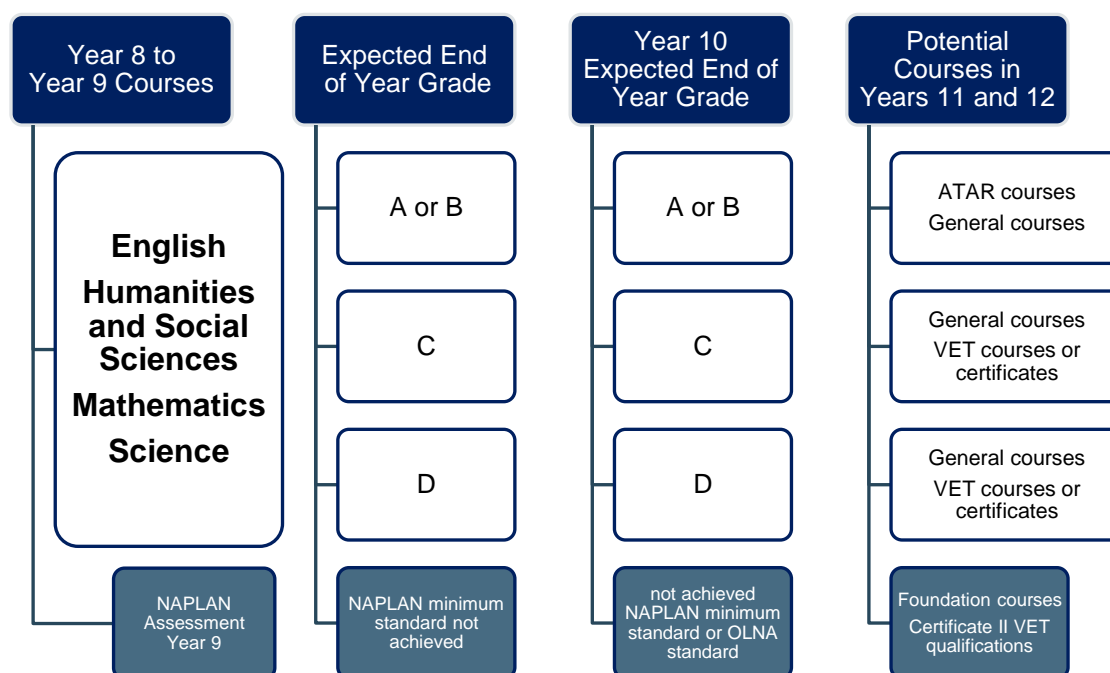 Year 8 to
Year 9 Courses
English
Humanities
and Social
Sciences
Mathematics
Science
NAPLAN
Assessment
Year 9
Expected End
of Year Grade
A or B
C
D
NAPLAN minimum
standard not
achieved
Year 10
Expected End of
Year Grade
A or B
C
D
not achieved
NAPLAN minimum
standard or OLNA
standard
Potential
Courses in
Years 11 and 12
ATAR courses
General courses
General courses
VET courses or
certificates
General courses
VET courses or
certificates
Foundation courses
Certificate II VET
qualifications